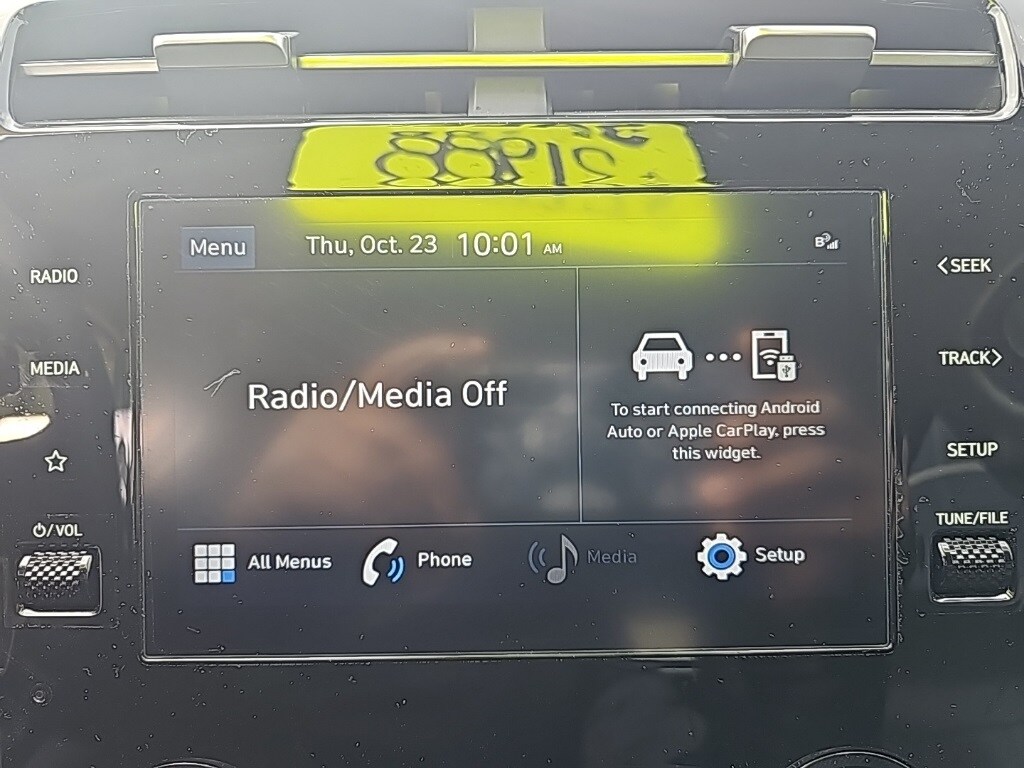 Menu
Thu, Oct. 23 10:01 AM
RADIO
<SEEK
MEDIA
TRACK>
Radio/Media Off
To start connecting Android
Auto or Apple CarPlay, press
this widget.
SETUP
/VOL
TUNE/FILE
All Menus
Phone
Media
Setup